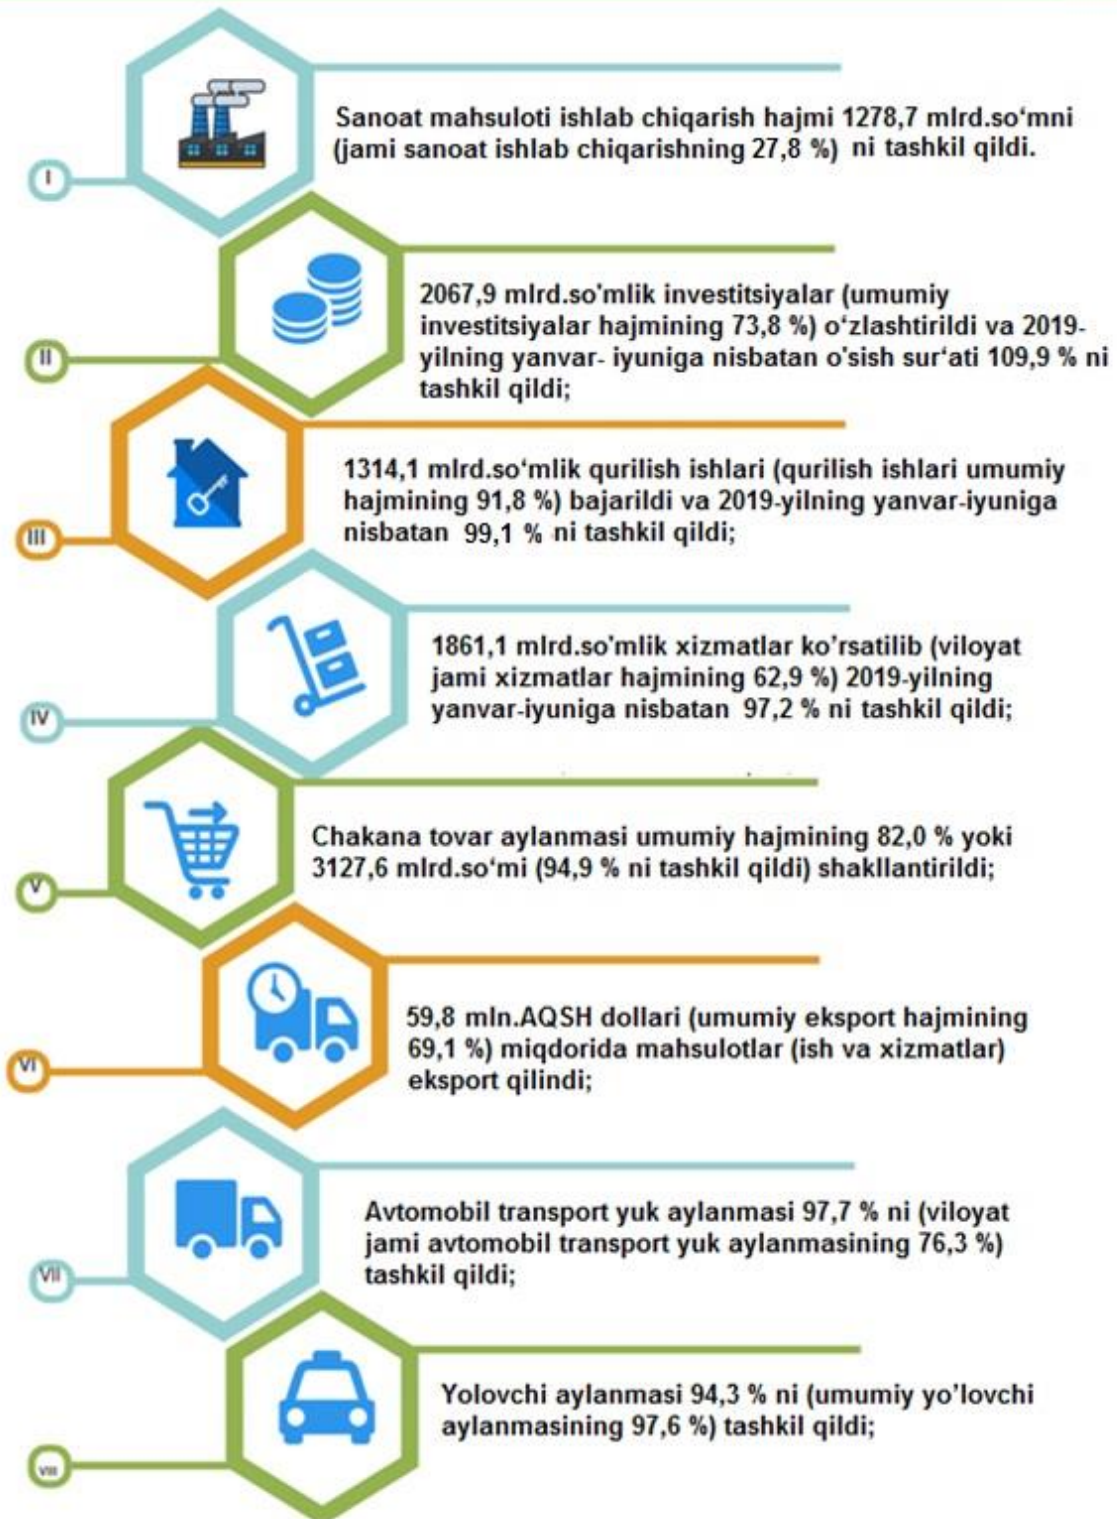 I
Sanoat mahsuloti ishlab chiqarish hajmi 1278,7 mlrd.so‘mni
(jami sanoat ishlab chiqarishning 27,8 %) ni tashkil qildi.
II
2067,9 mlrd.so'mlik investitsiyalar (umumiy
investitsiyalar hajmining 73,8 %) o‘zlashtirildi va 2019-
yilning yanvar- iyuniga nisbatan o'sish sur‘ati 109,9 % ni
tashkil qildi;
III
1314,1 mlrd.so‘mlik qurilish ishlari (qurilish ishlari umumiy
hajmining 91,8 %) bajarildi va 2019-yilning yanvar-iyuniga
nisbatan 99,1 % ni tashkil qildi;
IV
1861,1 mlrd.so'mlik xizmatlar ko’rsatilib (viloyat
jami xizmatlar hajmining 62,9 %) 2019-yilning
yanvar-iyuniga nisbatan 97,2 % ni tashkil qildi;
V
Chakana tovar aylanmasi umumiy hajmining 82,0 % yoki
3127,6 mlrd.so‘mi (94,9 % ni tashkil qildi) shakllantirildi;
VI
59,8 mln.AQSH dollari (umumiy eksport hajmining
69,1 %) miqdorida mahsulotlar (ish va xizmatlar)
eksport qilindi;
VII
Avtomobil transport yuk aylanmasi 97,7 % ni (viloyat
jami avtomobil transport yuk aylanmasining 76,3 %)
tashkil qildi;
VIII
Yolovchi aylanmasi 94,3 % ni (umumiy yo’lovchi
aylanmasining 97,6 %) tashkil qildi;